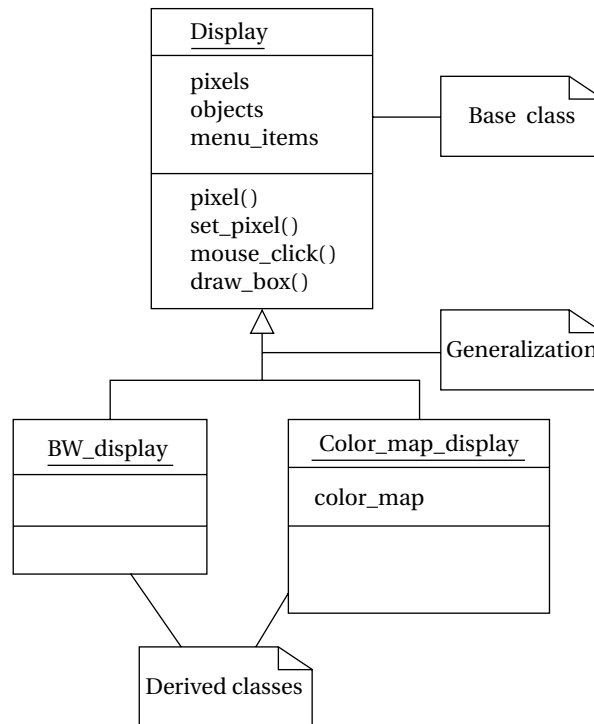 Display
pixels
objects
menu_items
Base class
pixel()
set_pixel()
mouse_click()
draw_box()
Generalization
BW_display
Color_map_display
color_map
Derived classes